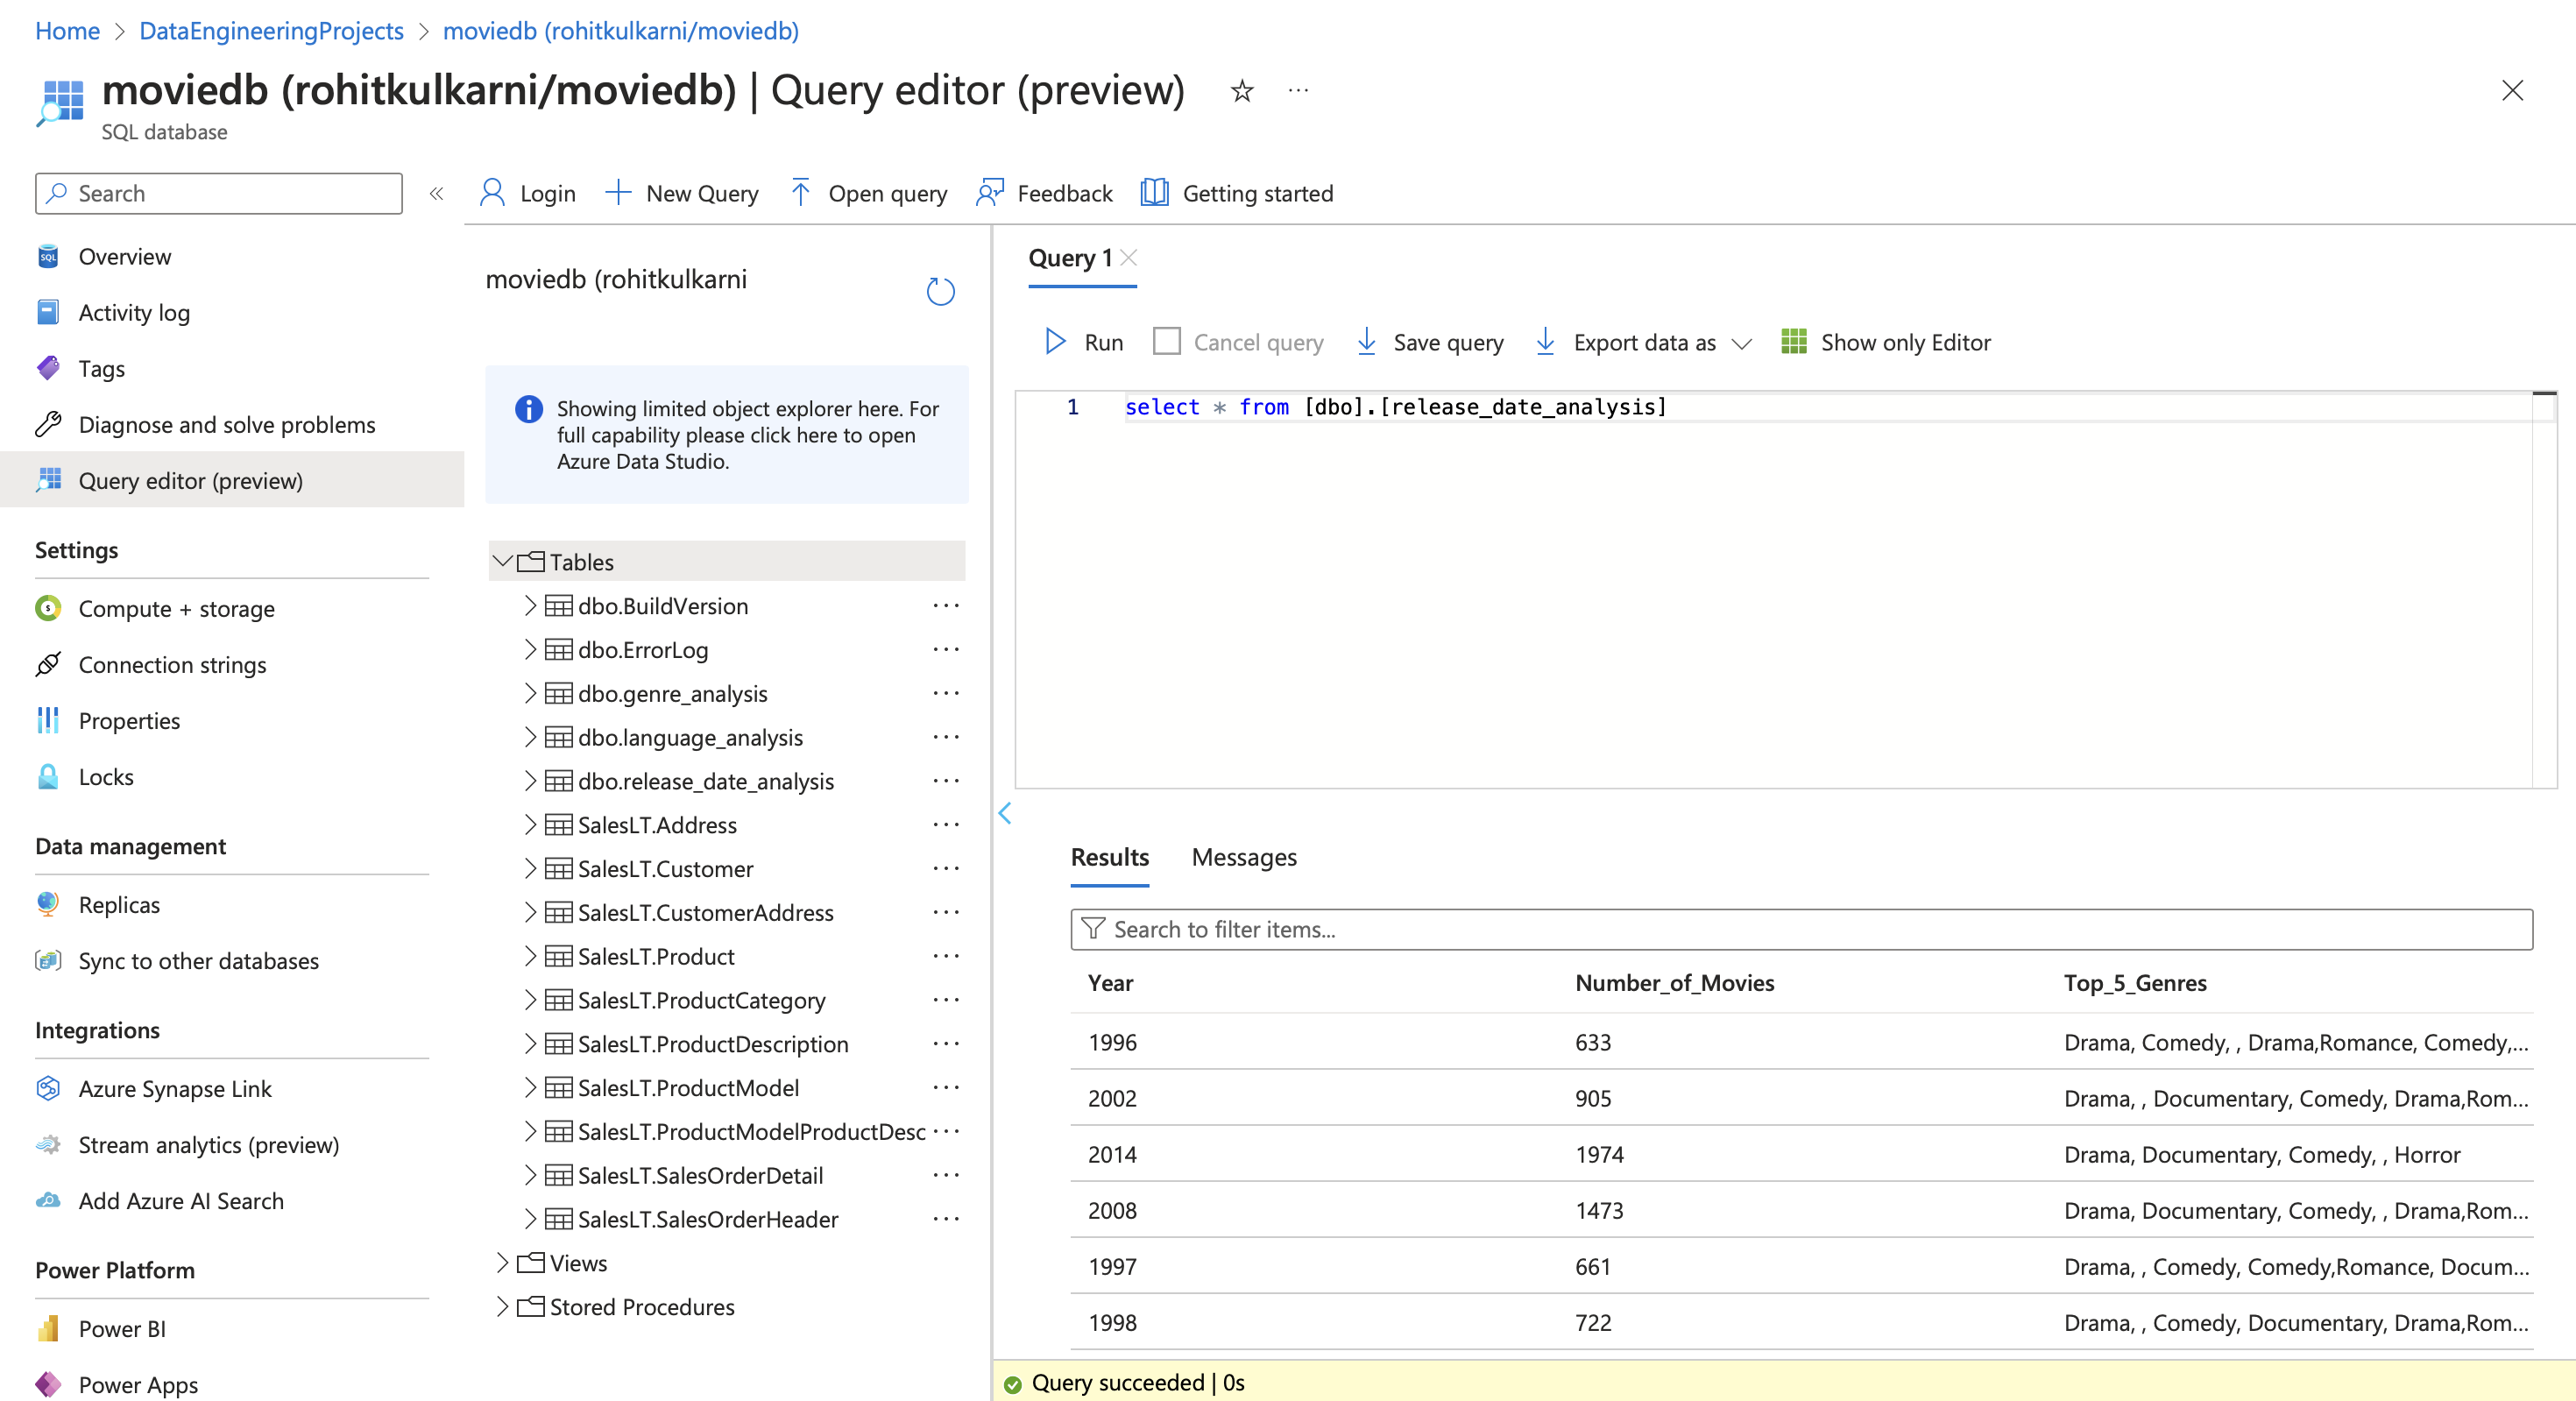 Home > DataEngineeringProjects > moviedb (rohitkulkarni/moviedb)
moviedb (rohitkulkarni/moviedb) | Query editor (preview)
SQL database
Search
Overview
Activity log
Tags
Diagnose and solve problems
Query editor (preview)
Settings
Compute + storage
Connection strings
Properties
Locks
Data management
Replicas
Sync to other databases
Integrations
Azure Synapse Link
Stream analytics (preview)
Add Azure AI Search
Power Platform
Power BI
Power Apps
Login New Query Open query Feedback Getting started
moviedb (rohitkulkarni
Showing limited object explorer here. For
full capability please click here to open
Azure Data Studio.
Tables
dbo.BuildVersion
dbo.ErrorLog
dbo.genre_analysis
dbo.language_analysis
dbo.release_date_analysis
SalesLT.Address
SalesLT.Customer
SalesLT.CustomerAddress
SalesLT.Product
SalesLT.ProductCategory
SalesLT.ProductDescription
SalesLT.ProductModel
SalesLT.ProductModelProductDesc
SalesLT.SalesOrderDetail
SalesLT.SalesOrderHeader
Views
Stored Procedures
Query 1
Run Cancel query Save query Export data as Show only Editor
1 select * from [dbo].[release_date_analysis]
Results Messages
Search to filter items...
Year Number_of_Movies Top_5_Genres
1996 633 Drama, Comedy, , Drama,Romance, Comedy,...
2002 905 Drama, , Documentary, Comedy, Drama,Rom...
2014 1974 Drama, Documentary, Comedy, , Horror
2008 1473 Drama, Documentary, Comedy, , Drama,Rom...
1997 661 Drama, , Comedy, Comedy,Romance, Docum...
1998 722 Drama, , Comedy, Documentary, Drama,Rom...
Query succeeded | 0s